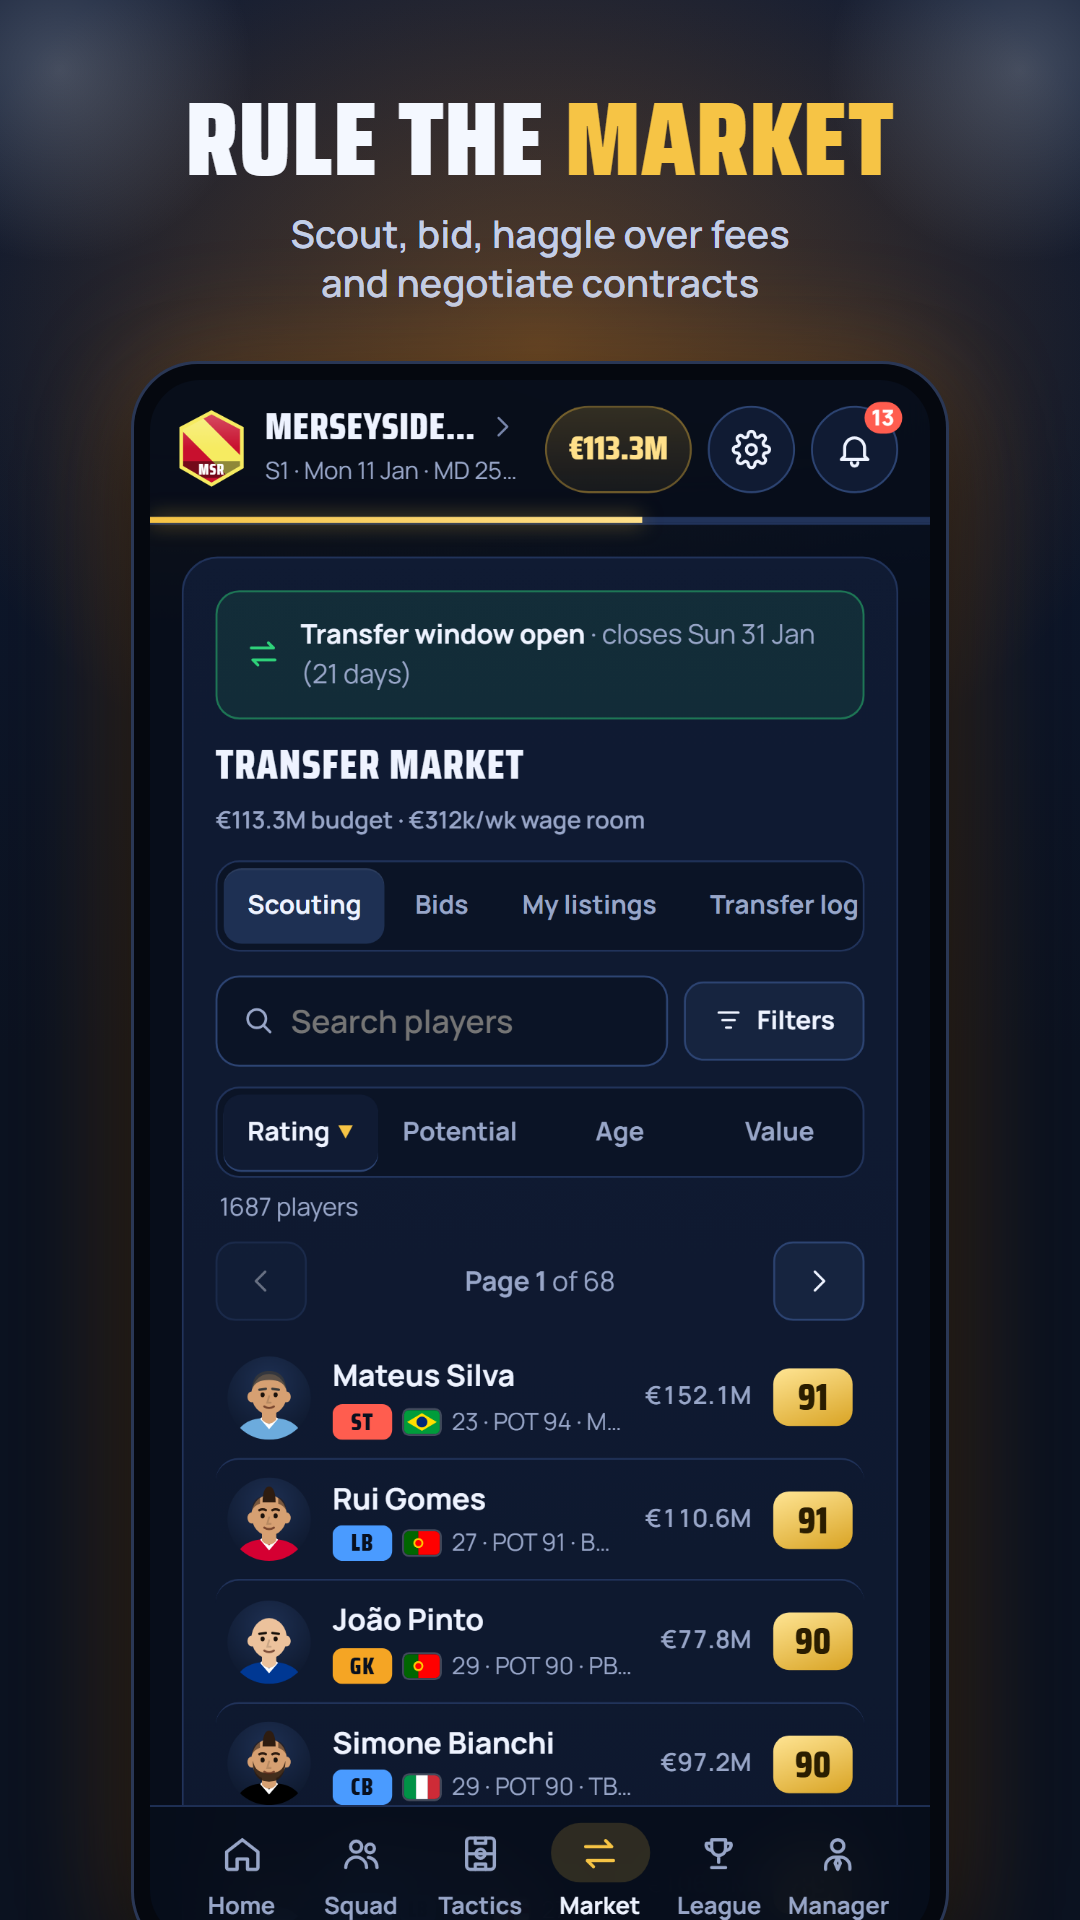 RULE THE MARKET
Scout, bid, haggle over fees
and negotiate contracts
MSR
MERSEYSIDE...
S1 · Mon 11 Jan · MD 25...
€113.3M
13
Transfer window open · closes Sun 31 Jan
(21 days)
TRANSFER MARKET
€113.3M budget · €312k/wk wage room
Scouting Bids My listings Transfer log
Search players
Filters
Rating ▼ Potential Age Value
1687 players
Page 1 of 68
Mateus Silva
ST 23 · POT 94 · M...
€152.1M
91
Rui Gomes
LB 27 · POT 91 · B...
€110.6M
91
João Pinto
GK 29 · POT 90 · PB...
€77.8M
90
Simone Bianchi
CB 29 · POT 90 · TB...
€97.2M
90
Home Squad Tactics Market League Manager